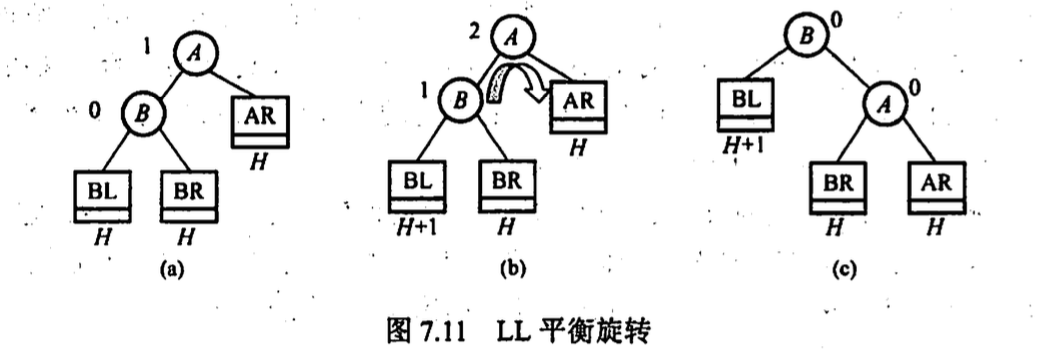 1 A
0 B AR
H
BL BR
H H
(a)
2 A
1 B AR
H
BL BR
H+1 H
(b)
B 0
BL A 0
H+1
BR AR
H H
(c)
图 7.11 LL 平衡旋转